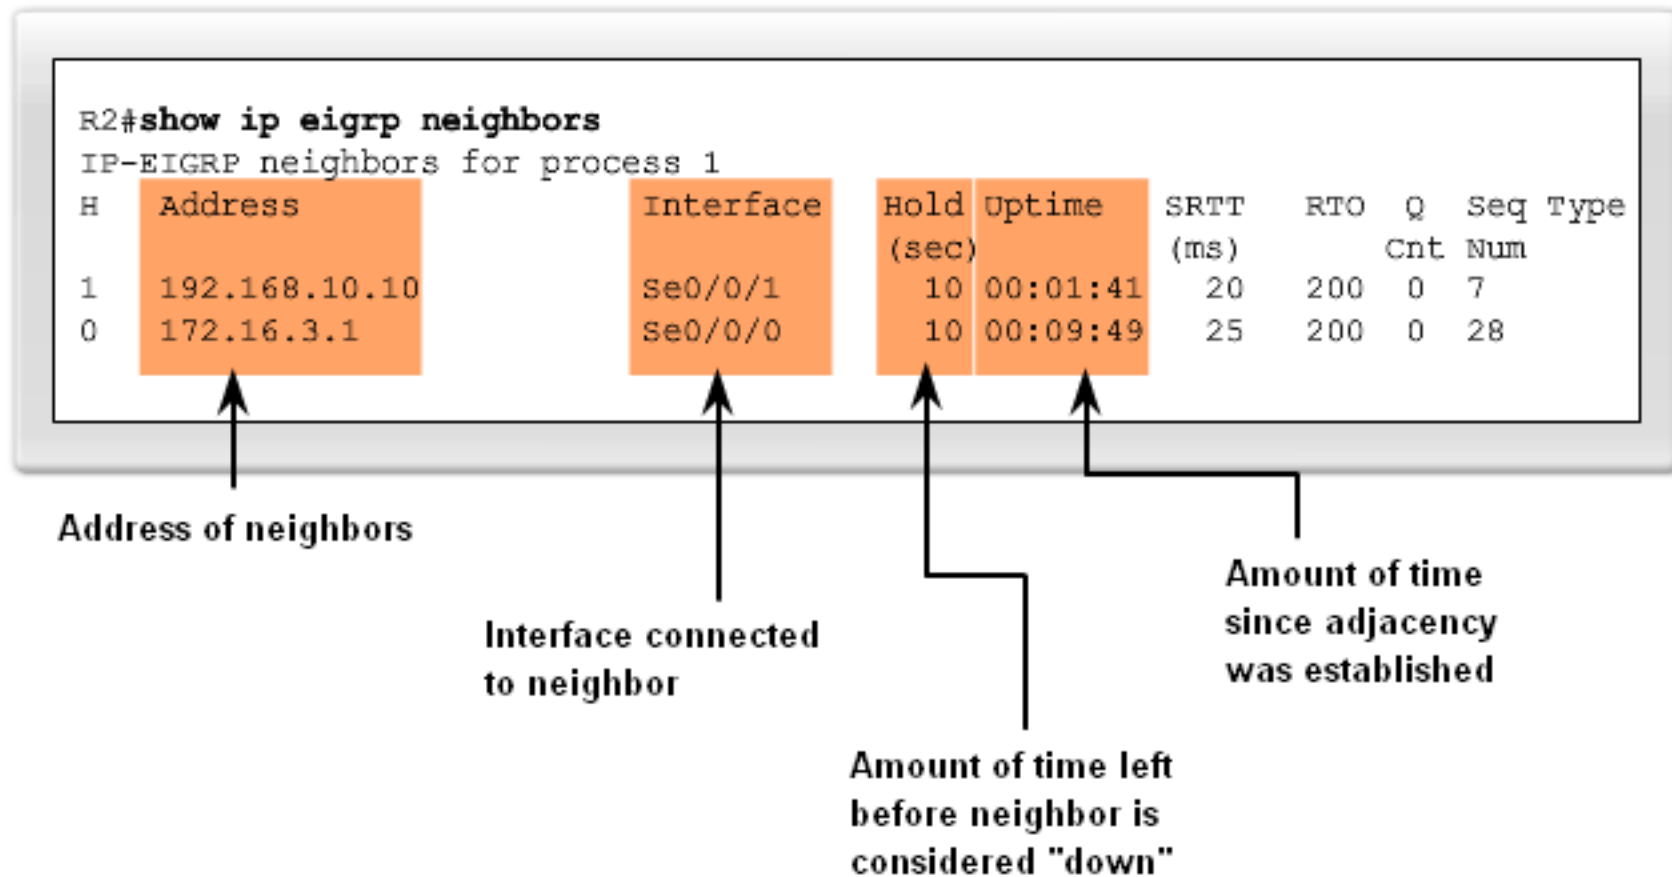 R2#show ip eigrp neighbors
IP-EIGRP neighbors for process 1
H Address Interface Hold Uptime SRTT RTO Q Seq Type
(sec) (ms) Cnt Num
1 192.168.10.10 Se0/0/1 10 00:01:41 20 200 0 7
0 172.16.3.1 Se0/0/0 10 00:09:49 25 200 0 28
Address of neighbors
Interface connected
to neighbor
Amount of time left
before neighbor is
considered "down"
Amount of time
since adjacency
was established